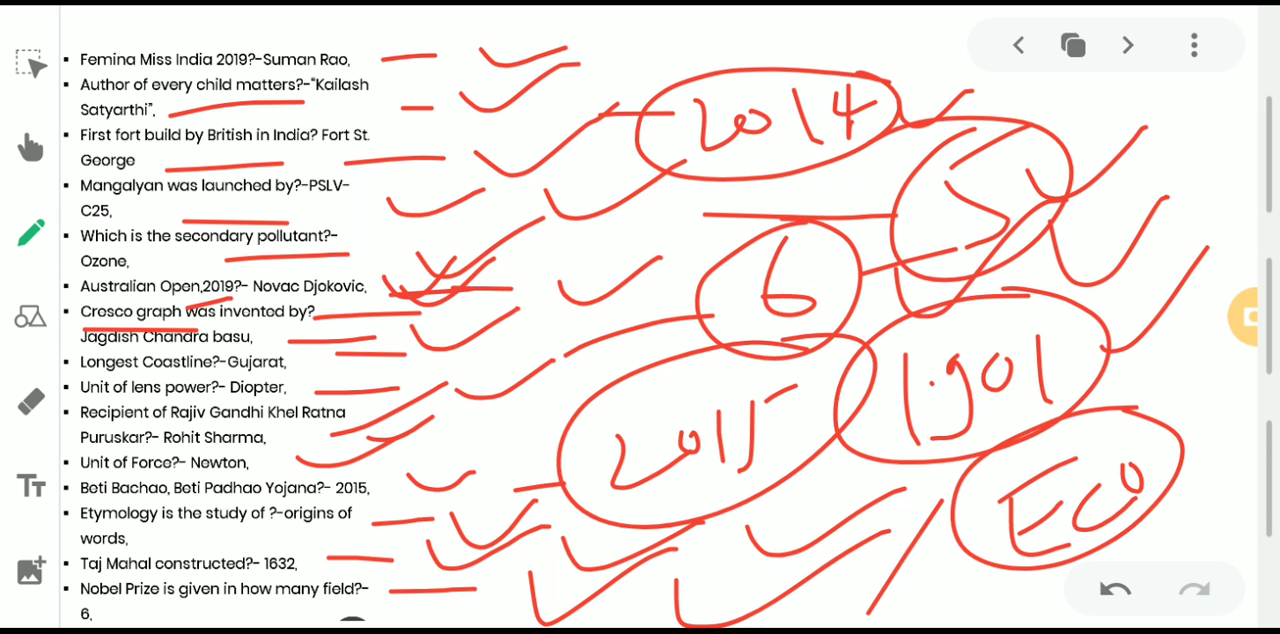 ▪ Femina Miss India 2019?-Suman Rao,
▪ Author of every child matters?-"Kailash
Satyarthi",
▪ First fort build by British in India? Fort St.
George
▪ Mangalyan was launched by?-PSLV-
C25,
▪ Which is the secondary pollutant?-
Ozone,
▪ Australian Open,2019?- Novac Djokovic,
▪ Cresco graph was invented by?
Jagdish Chandra basu,
▪ Longest Coastline?-Gujarat,
▪ Unit of lens power?- Diopter,
▪ Recipient of Rajiv Gandhi Khel Ratna
Puruskar?- Rohit Sharma,
▪ Unit of Force?- Newton,
▪ Beti Bachao, Beti Padhao Yojana?- 2015,
▪ Etymology is the study of ?-origins of
words,
▪ Taj Mahal constructed?- 1632,
▪ Nobel Prize is given in how many field?-
6,
2014
5
6
1901
2015
ECO
TT